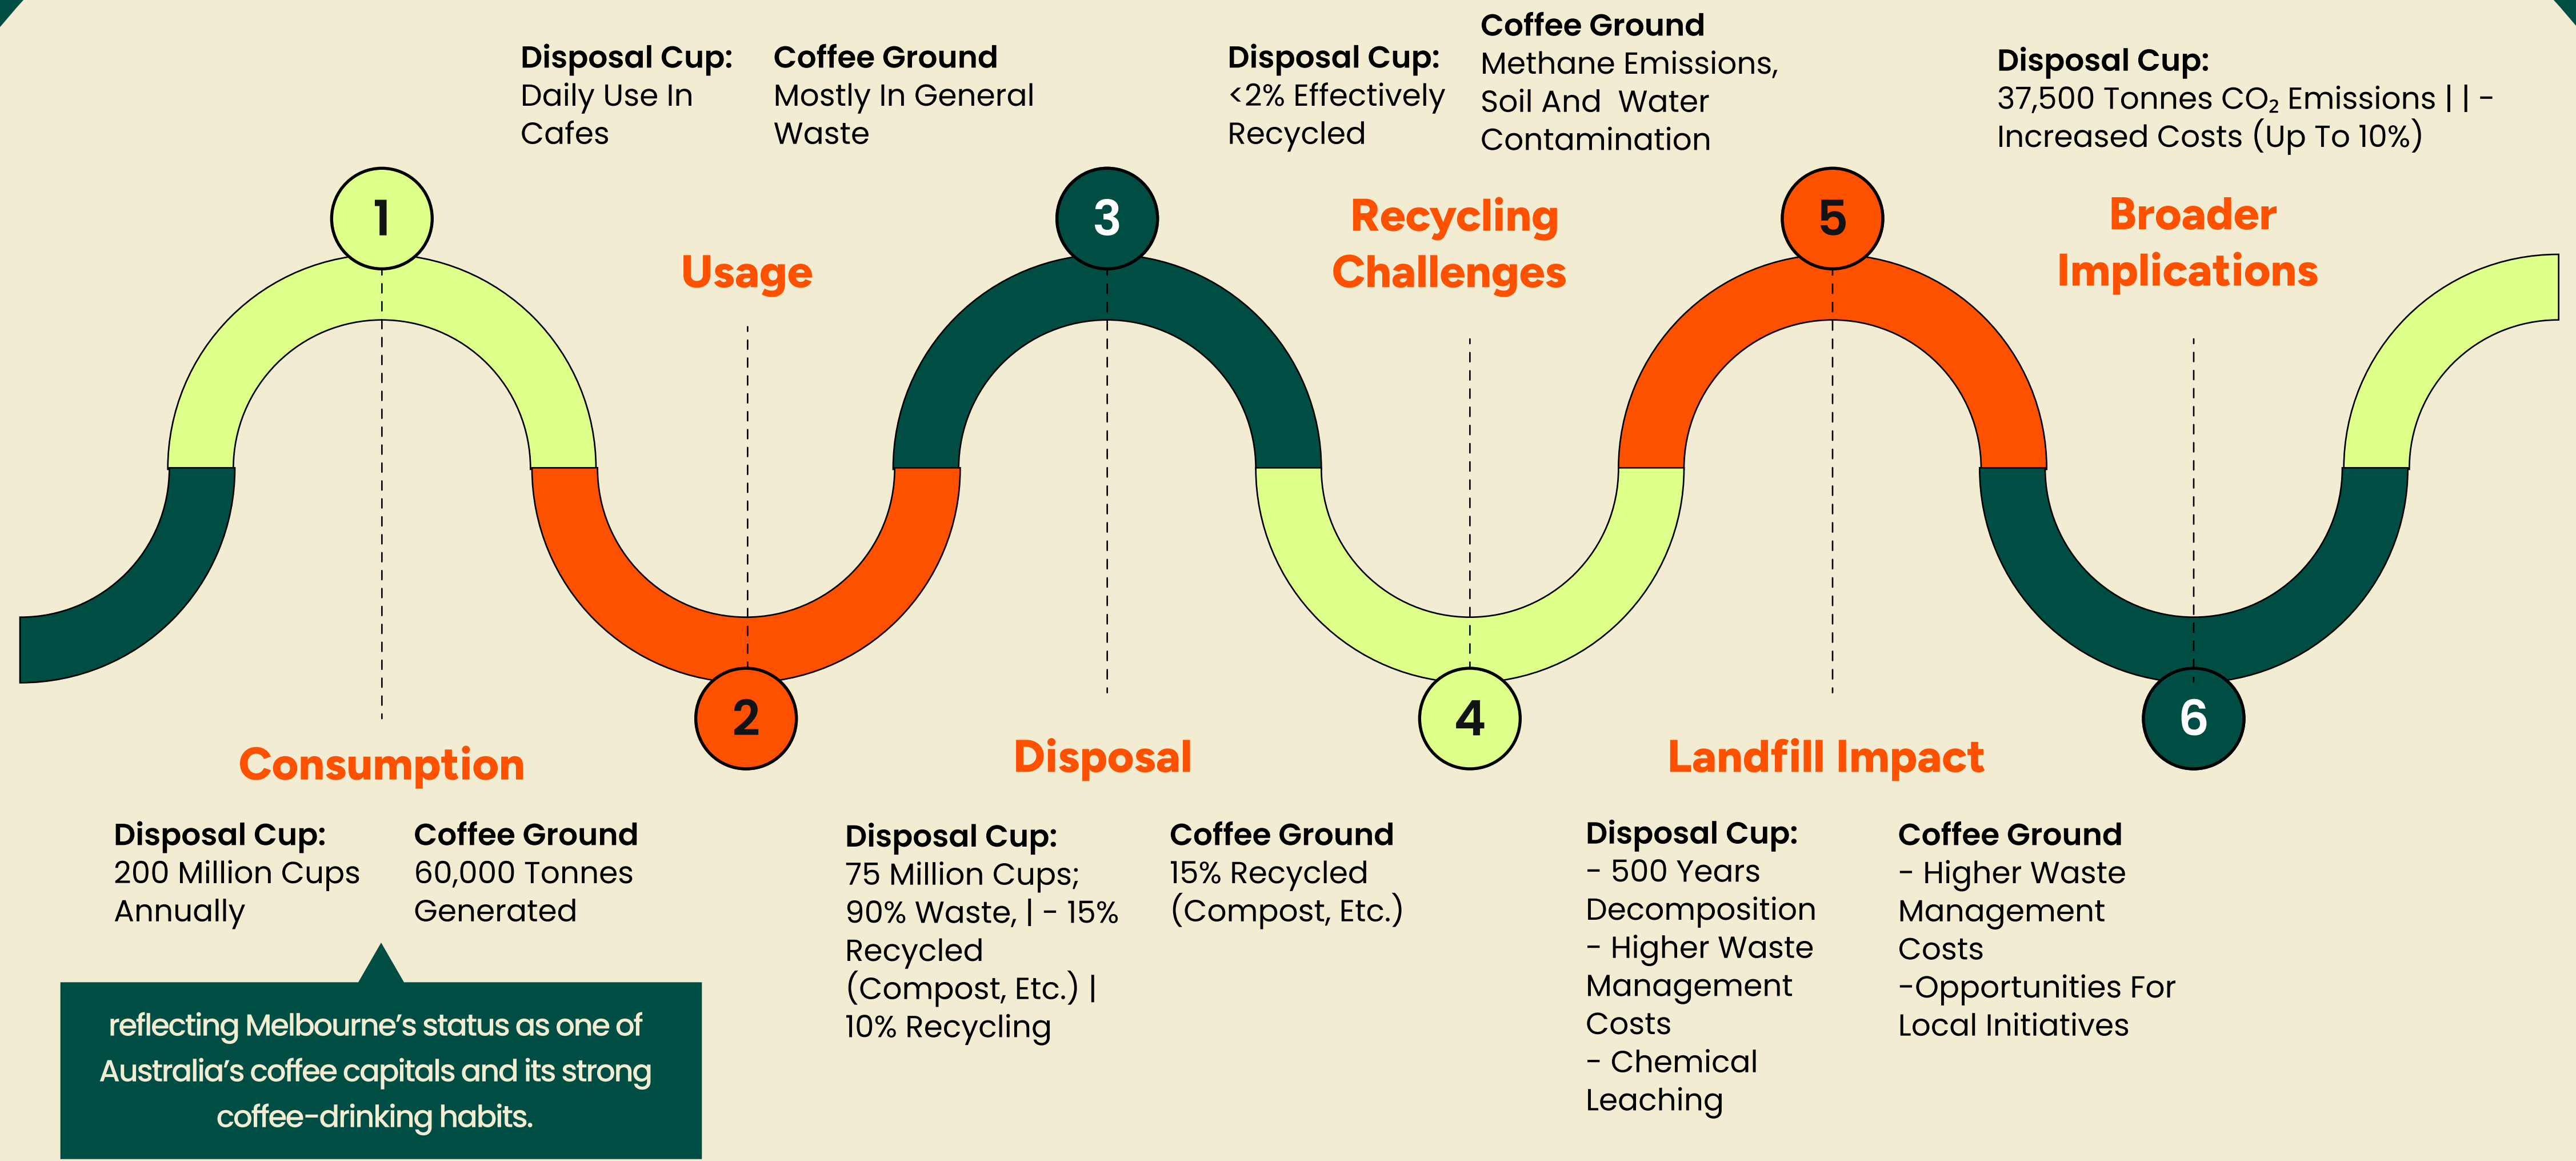 Disposal Cup:
Daily Use In
Cafes
Coffee Ground
Mostly In General
Waste
Disposal Cup:
<2% Effectively
Recycled
Coffee Ground
Methane Emissions,
Soil And  Water
Contamination
Disposal Cup:
37,500 Tonnes CO₂ Emissions | | -
Increased Costs (Up To 10%)
1
Usage
3
Recycling
Challenges
5
Broader
Implications
Consumption
2
Disposal
4
Landfill Impact
6
Disposal Cup:
200 Million Cups
Annually
Coffee Ground
60,000 Tonnes
Generated
reflecting Melbourne’s status as one of
Australia’s coffee capitals and its strong
coffee-drinking habits.
Disposal Cup:
75 Million Cups;
90% Waste, | - 15%
Recycled
(Compost, Etc.) |
10% Recycling
Coffee Ground
15% Recycled
(Compost, Etc.)
Disposal Cup:
- 500 Years
Decomposition
- Higher Waste
Management
Costs
- Chemical
Leaching
Coffee Ground
- Higher Waste
Management
Costs
-Opportunities For
Local Initiatives